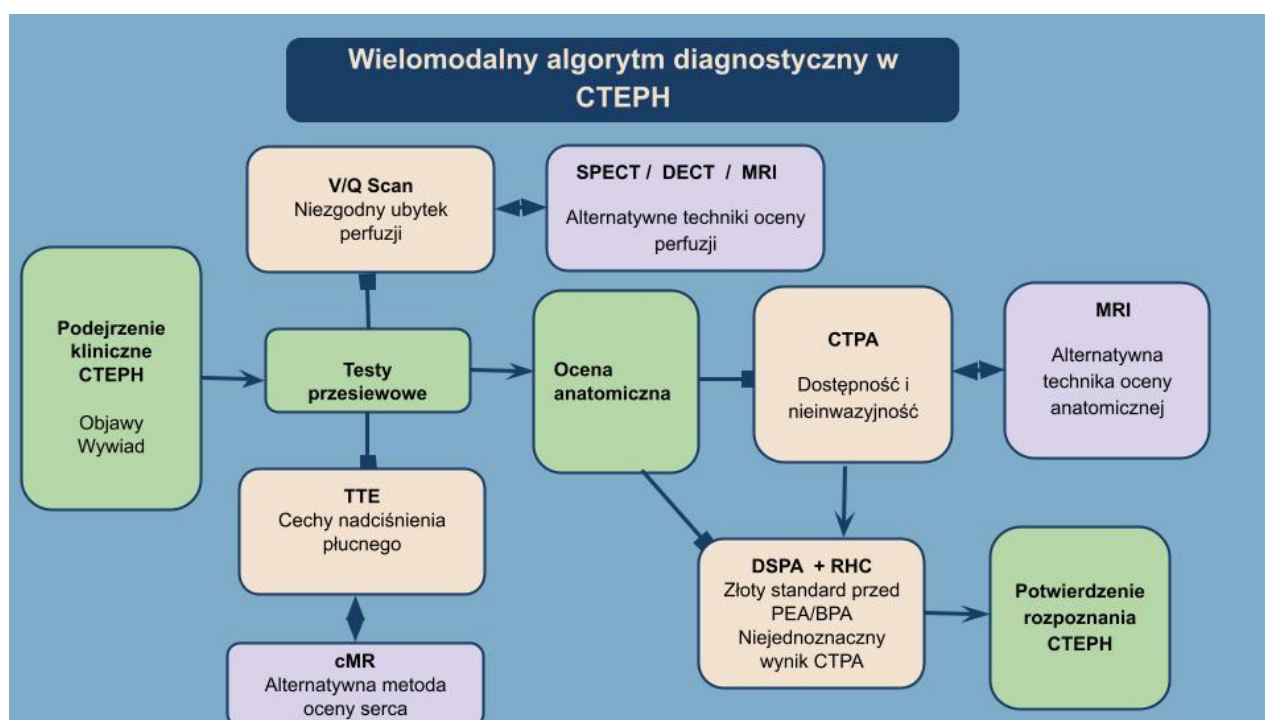 Wielomodalny algorytm diagnostyczny w
CTEPH
V/Q Scan
Niezgodny ubytek
perfuzji
SPECT / DECT / MRI
Alternatywne techniki oceny
perfuzji
Podejrzenie
kliniczne
CTEPH
Objawy
Wywiad
Testy
przesiewowe
Ocena
anatomiczna
CTPA
Dostępność i
nieinwazyjność
MRI
Alternatywna
technika oceny
anatomicznej
TTE
Cechy nadciśnienia
płucnego
cMR
Alternatywna metoda
oceny serca
DSPA + RHC
Złoty standard przed
PEA/BPA
Niejednoznaczny
wynik CTPA
Potwierdzenie
rozpoznania
CTEPH